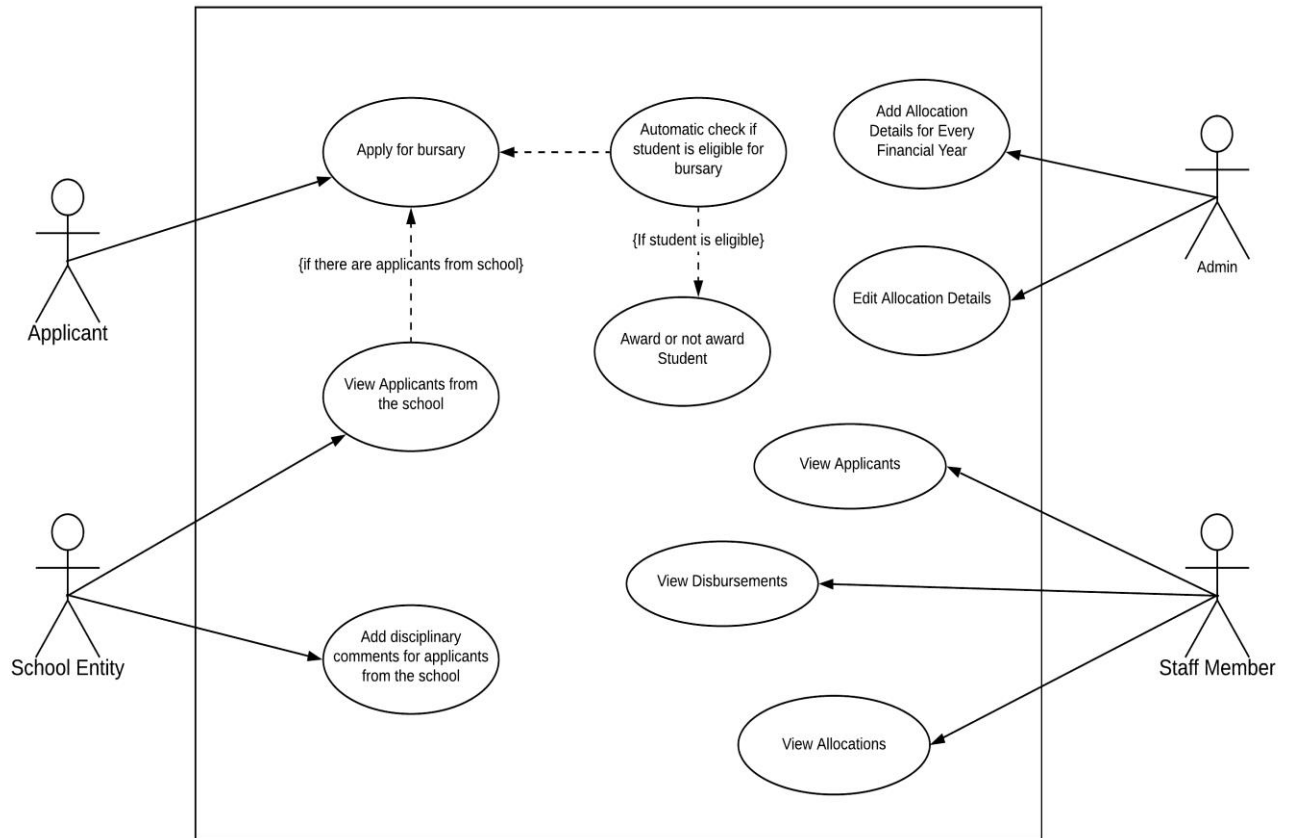 Apply for bursary
Automatic check if
student is eligible for
bursary
Add Allocation
Details for Every
Financial Year
{If student is eligible}
{if there are applicants from school}
Admin
Edit Allocation Details
Applicant
Award or not award
Student
View Applicants from
the school
View Applicants
View Disbursements
Add disciplinary
comments for applicants
from the school
School Entity
Staff Member
View Allocations